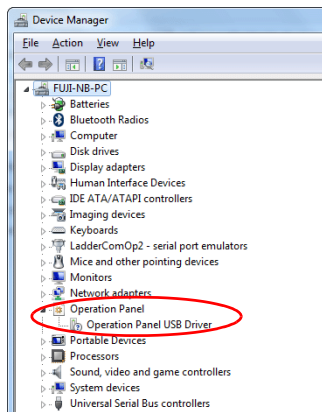 Device Manager
File Action View Help
FUJI-NB-PC
Batteries
Bluetooth Radios
Computer
Disk drives
Display adapters
Human Interface Devices
IDE ATA/ATAPI controllers
Imaging devices
Keyboards
LadderComOp2 - serial port emulators
Mice and other pointing devices
Monitors
Network adapters
Operation Panel
Operation Panel USB Driver
Portable Devices
Processors
Sound, video and game controllers
System devices
Universal Serial Bus controllers